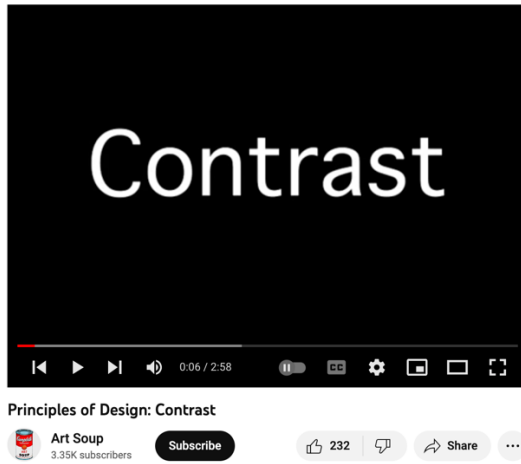 Contrast
0:06 / 2:58
CC
Principles of Design: Contrast
Art Soup
3.35K subscribers
Subscribe
232
Share